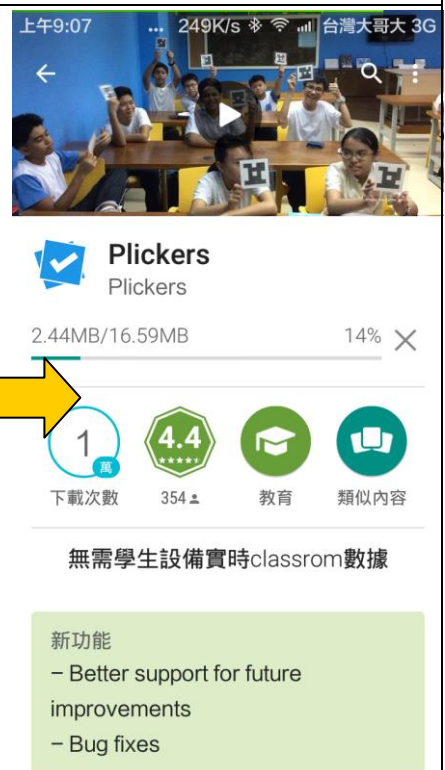 上午9:07 ... 249K/s 台灣大哥大 3G
Plickers
Plickers
2.44MB/16.59MB 14%
1
萬
下載次數
4.4
354
教育
類似內容
無需學生設備實時classrom數據
新功能
– Better support for future
improvements
– Bug fixes